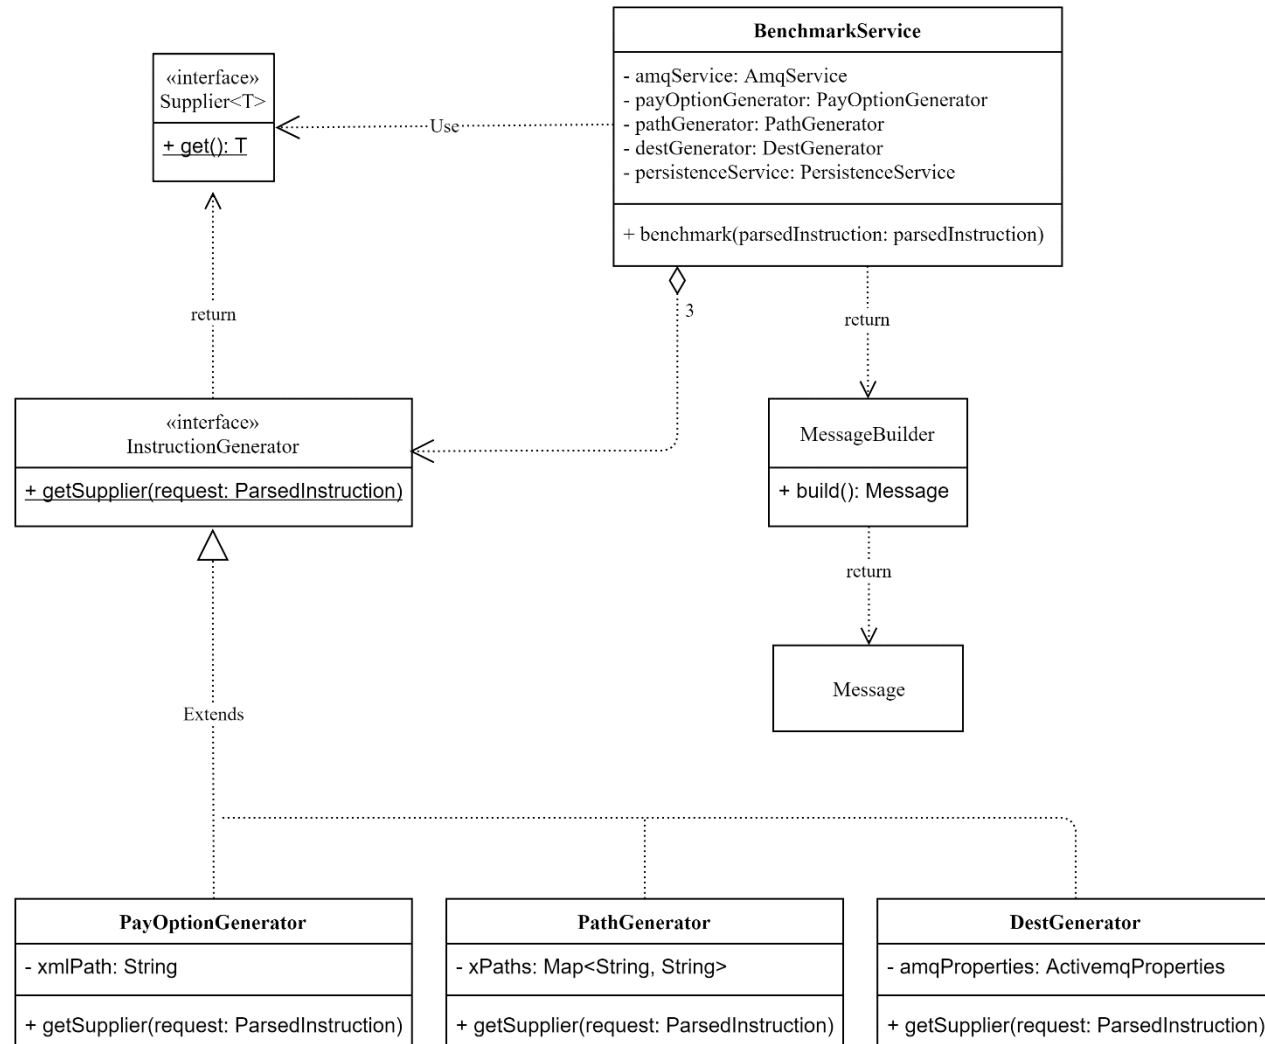 BenchmarkService
- amqService: AmqService
- payOptionGenerator: PayOptionGenerator
- pathGenerator: PathGenerator
- destGenerator: DestGenerator
- persistenceService: PersistenceService
+ benchmark(parsedInstruction: parsedInstruction)
«interface»
Supplier<T>
+ get(): T
Use
return
3
return
«interface»
InstructionGenerator
+ getSupplier(request: ParsedInstruction)
MessageBuilder
+ build(): Message
return
Message
Extends
PayOptionGenerator
- xmlPath: String
+ getSupplier(request: ParsedInstruction)
PathGenerator
- xPaths: Map<String, String>
+ getSupplier(request: ParsedInstruction)
DestGenerator
- amqProperties: ActivemqProperties
+ getSupplier(request: ParsedInstruction)